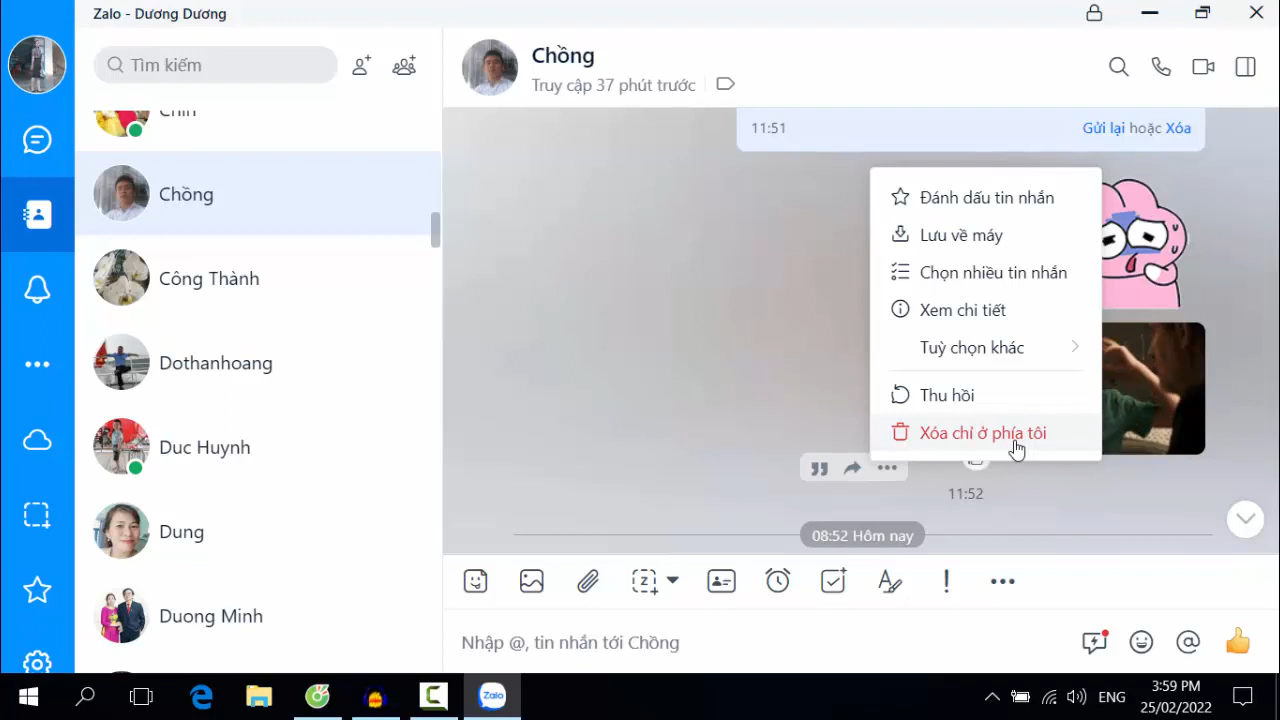 Zalo - Dương Dương
Tìm kiếm
Chín
Chồng
Công Thành
Dothanhoang
Duc Huynh
Dung
Duong Minh
Chồng
Truy cập 37 phút trước
11:51
Gửi lại hoặc Xóa
Đánh dấu tin nhắn
Lưu về máy
Chọn nhiều tin nhắn
Xem chi tiết
Tuỳ chọn khác
Thu hồi
Xóa chỉ ở phía tôi
11:52
08:52 Hôm nay
Nhập @, tin nhắn tới Chồng
Zalo
ENG
3:59 PM
25/02/2022